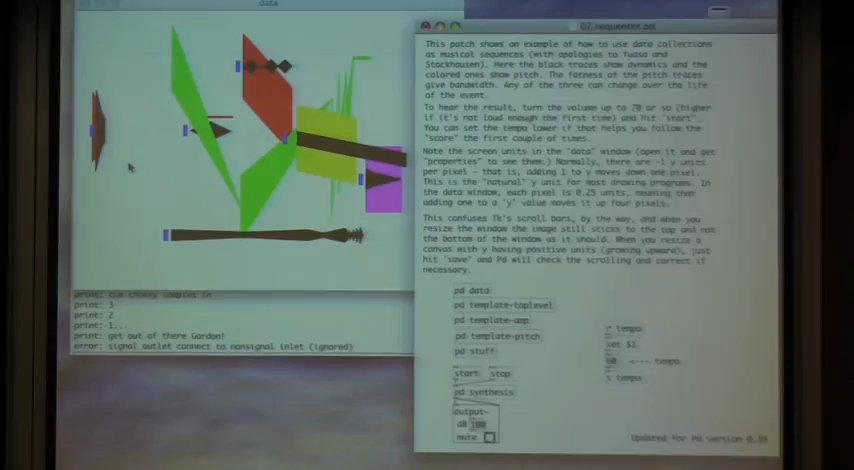 data
print: cue cheesy samples in
print: 3
print: 2
print: 1...
print: get out of there Gordon!
error: signal outlet connect to nonsignal inlet (ignored)
07.sequencer.pd
This patch shows an example of how to use data collections
as musical sequences (with apologies to Yuasa and
Stockhausen). Here the black traces show dynamics and the
colored ones show pitch. The fatness of the pitch traces
give bandwidth. Any of the three can change over the life
of the event.
To hear the result, turn the volume up to 70 or so (higher
if it's not loud enough the first time) and hit "start".
You can set the tempo lower if that helps you follow the
"score" the first couple of times.
Note the screen units in the "data" window (open it and get
"properties" to see them.) Normally, there are -1 y units
per pixel - that is, adding 1 to y moves down one pixel.
This is the "natural" y unit for most drawing programs. In
the data window, each pixel is 0.25 units, meaning that
adding one to a 'y' value moves it up four pixels.
This confuses Tk's scroll bars, by the way, and when you
resize the window the image still sticks to the top and not
the bottom of the window as it should. When you resize a
canvas with y having positive units (growing upward), just
hit 'save' and Pd will check the scrolling and correct if
necessary.
pd data
pd template-toplevel
pd template-amp
pd template-pitch
pd stuff
start stop
pd synthesis
output~
dB 100
mute
r tempo
set $1
60 <--- tempo
s tempo
Updated for Pd version 0.38